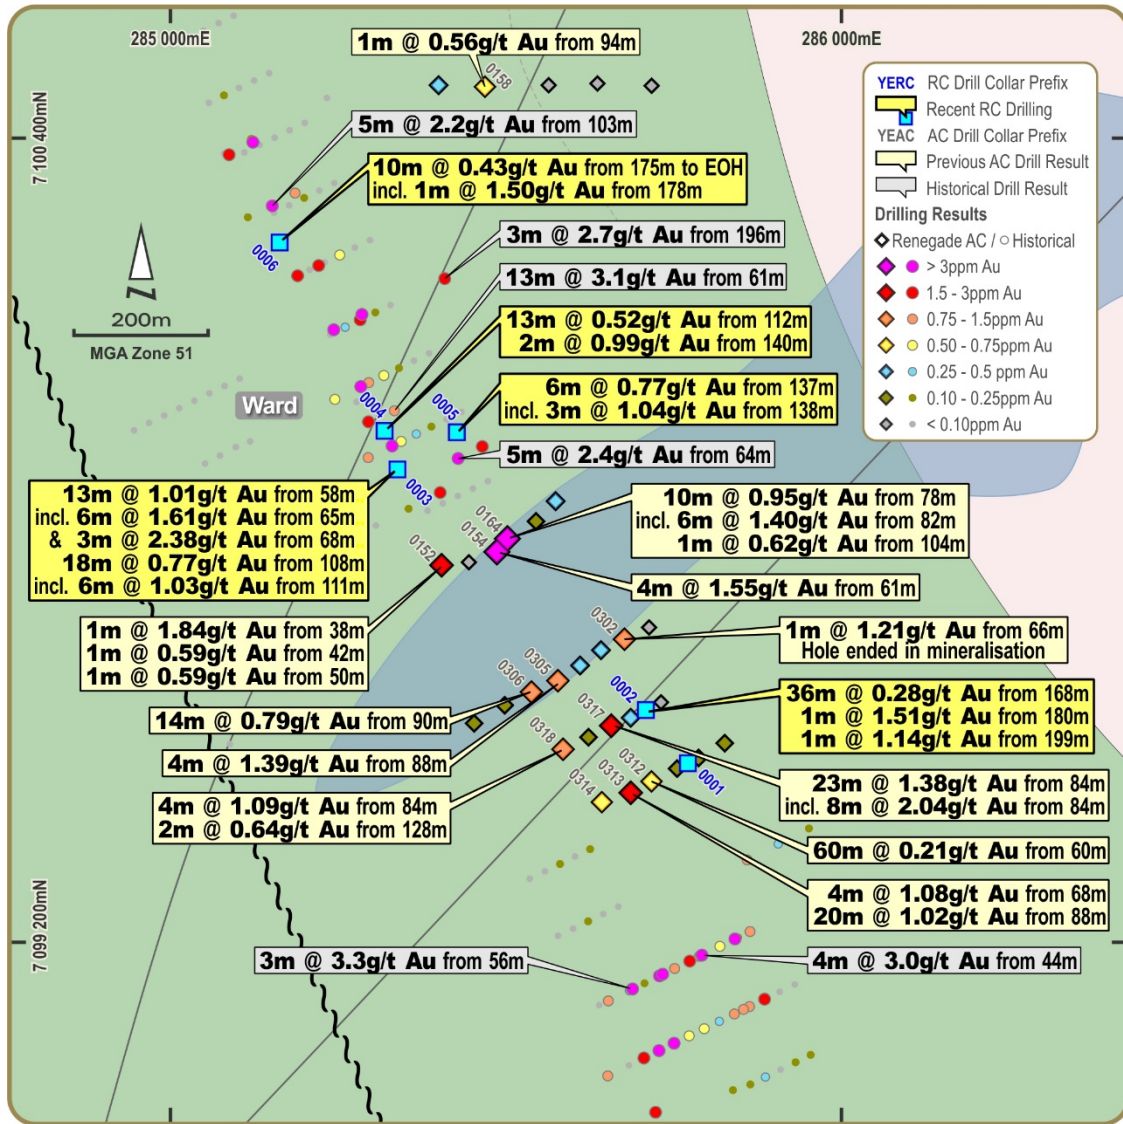 285 000mE
286 000mE
1m @ 0.56g/t Au from 94m
0158
YERC RC Drill Collar Prefix
Recent RC Drilling
YEAC AC Drill Collar Prefix
Previous AC Drill Result
Historical Drill Result
Drilling Results
Renegade AC / Historical
> 3ppm Au
1.5 - 3ppm Au
0.75 - 1.5ppm Au
0.50 - 0.75ppm Au
0.25 - 0.5 ppm Au
0.10 - 0.25ppm Au
< 0.10ppm Au
7 100 400mN
5m @ 2.2g/t Au from 103m
10m @ 0.43g/t Au from 175m to EOH
incl. 1m @ 1.50g/t Au from 178m
0006
3m @ 2.7g/t Au from 196m
13m @ 3.1g/t Au from 61m
N
200m
MGA Zone 51
13m @ 0.52g/t Au from 112m
2m @ 0.99g/t Au from 140m
Ward
0004
0005
6m @ 0.77g/t Au from 137m
incl. 3m @ 1.04g/t Au from 138m
5m @ 2.4g/t Au from 64m
0003
13m @ 1.01g/t Au from 58m
incl. 6m @ 1.61g/t Au from 65m
& 3m @ 2.38g/t Au from 68m
18m @ 0.77g/t Au from 108m
incl. 6m @ 1.03g/t Au from 111m
0152
0154
0164
10m @ 0.95g/t Au from 78m
incl. 6m @ 1.40g/t Au from 82m
1m @ 0.62g/t Au from 104m
4m @ 1.55g/t Au from 61m
1m @ 1.84g/t Au from 38m
1m @ 0.59g/t Au from 42m
1m @ 0.59g/t Au from 50m
0302
1m @ 1.21g/t Au from 66m
Hole ended in mineralisation
0306
0305
0002
36m @ 0.28g/t Au from 168m
1m @ 1.51g/t Au from 180m
1m @ 1.14g/t Au from 199m
14m @ 0.79g/t Au from 90m
0318
0317
4m @ 1.39g/t Au from 88m
0314
0313
0312
0001
23m @ 1.38g/t Au from 84m
incl. 8m @ 2.04g/t Au from 84m
4m @ 1.09g/t Au from 84m
2m @ 0.64g/t Au from 128m
60m @ 0.21g/t Au from 60m
4m @ 1.08g/t Au from 68m
20m @ 1.02g/t Au from 88m
7 099 200mN
3m @ 3.3g/t Au from 56m
4m @ 3.0g/t Au from 44m